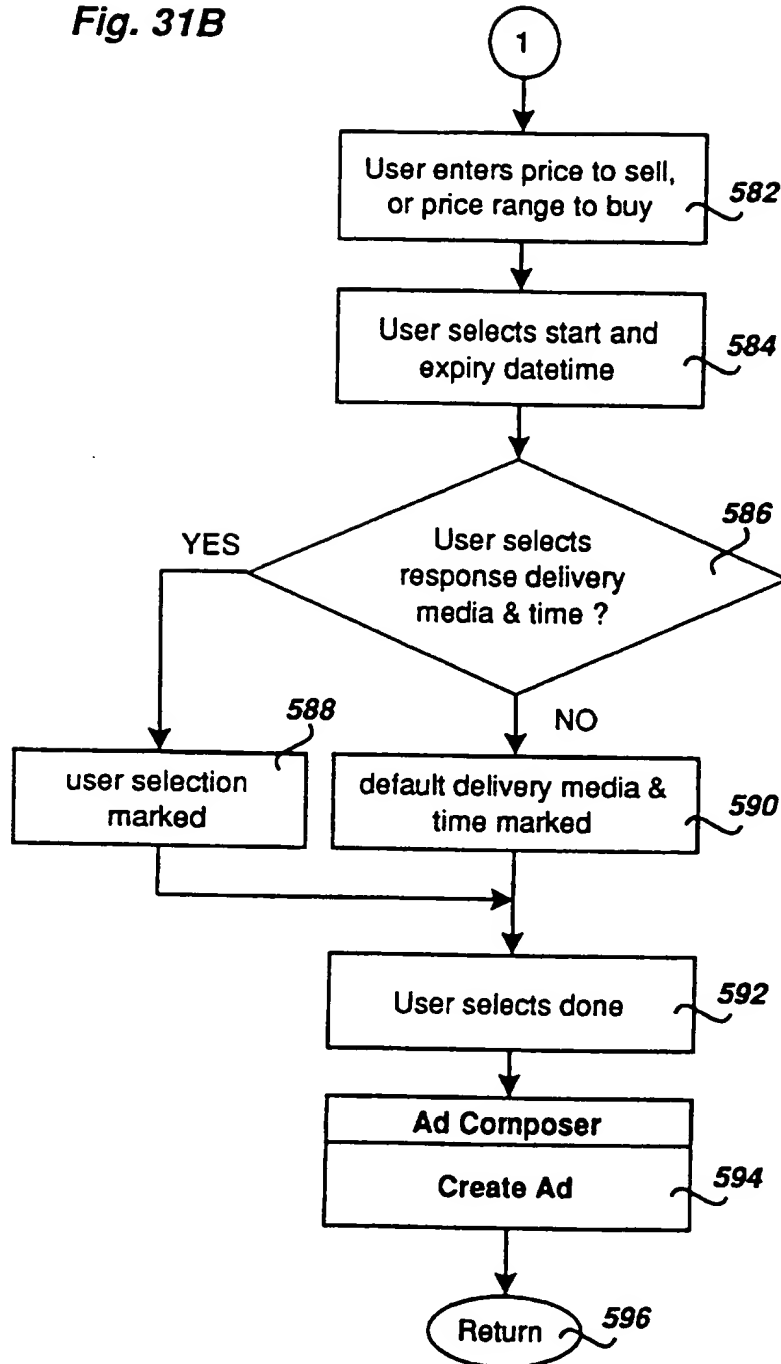 Fig. 31B
1
User enters price to sell,
or price range to buy
582
User selects start and
expiry datetime
584
586
YES
User selects
response delivery
media & time ?
588
NO
user selection
marked
default delivery media &
time marked
590
User selects done
592
Ad Composer
Create Ad
594
Return
596